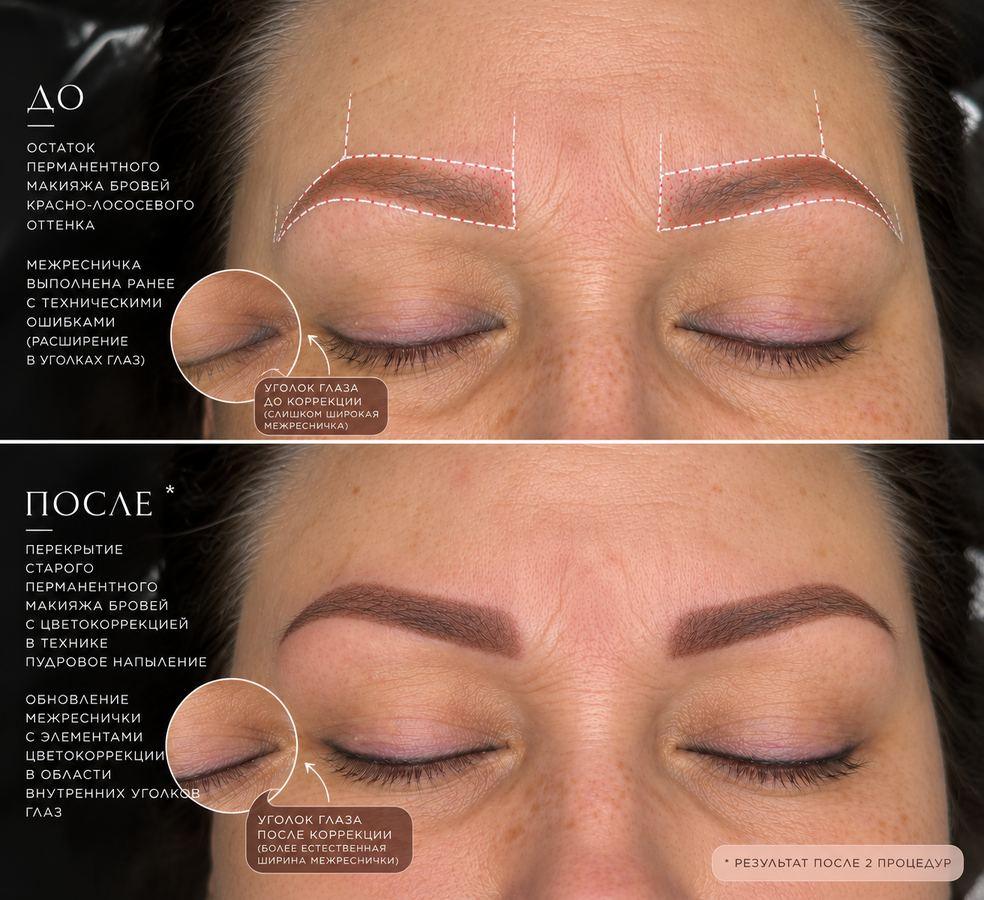 ДО
ОСТАТОК
ПЕРМАНЕНТНОГО
МАКИЯЖА БРОВЕЙ
КРАСНО-ЛОСОСЕВОГО
ОТТЕНКА
МЕЖРЕСНИЧКА
ВЫПОЛНЕНА РАНЕЕ
С ТЕХНИЧЕСКИМИ
ОШИБКАМИ
(РАСШИРЕНИЕ
В УГОЛКАХ ГЛАЗ)
УГОЛОК ГЛАЗА
ДО КОРРЕКЦИИ
(СЛИШКОМ ШИРОКАЯ
МЕЖРЕСНИЧКА)
ПОСЛЕ *
ПЕРЕКРЫТИЕ
СТАРОГО
ПЕРМАНЕНТНОГО
МАКИЯЖА БРОВЕЙ
С ЦВЕТОКОРРЕКЦИЕЙ
В ТЕХНИКЕ
ПУДРОВОЕ НАПЫЛЕНИЕ
ОБНОВЛЕНИЕ
МЕЖРЕСНИЧКИ
С ЭЛЕМЕНТАМИ
ЦВЕТОКОРРЕКЦИИ
В ОБЛАСТИ
ВНУТРЕННИХ УГОЛКОВ
ГЛАЗ
УГОЛОК ГЛАЗА
ПОСЛЕ КОРРЕКЦИИ
(БОЛЕЕ ЕСТЕСТВЕННАЯ
ШИРИНА МЕЖРЕСНИЧКИ)
* РЕЗУЛЬТАТ ПОСЛЕ 2 ПРОЦЕДУР